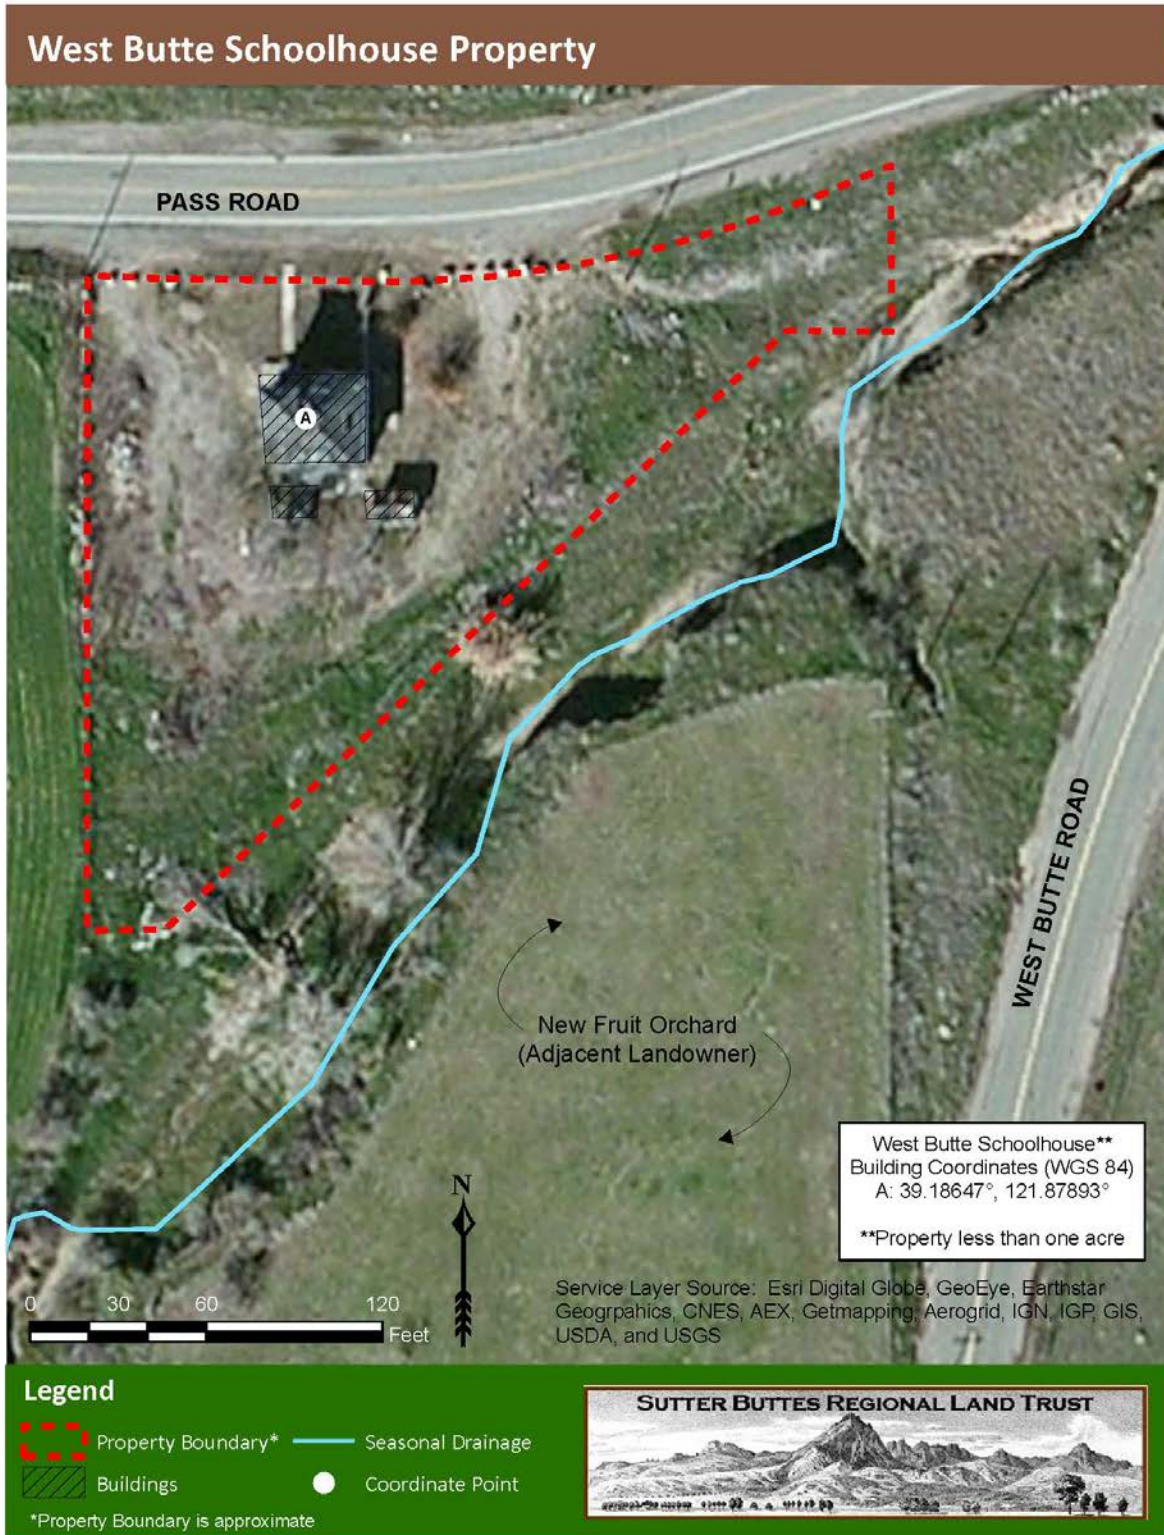 West Butte Schoolhouse Property
PASS ROAD
A
WEST BUTTE ROAD
New Fruit Orchard
(Adjacent Landowner)
West Butte Schoolhouse**
Building Coordinates (WGS 84)
A: 39.18647°, 121.87893°
**Property less than one acre
N
0 30 60 120
Feet
Service Layer Source: Esri Digital Globe, GeoEye, Earthstar
Geogrpahics, CNES, AEX, Getmapping, Aerogrid, IGN, IGP, GIS,
USDA, and USGS
Legend
Property Boundary*
Seasonal Drainage
Buildings
Coordinate Point
*Property Boundary is approximate
SUTTER BUTTES REGIONAL LAND TRUST